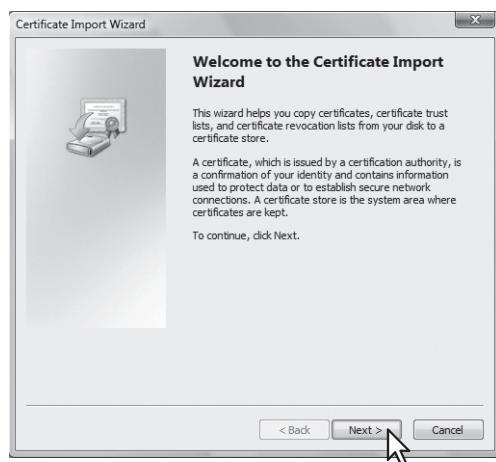 Certificate Import Wizard
Welcome to the Certificate Import
Wizard
This wizard helps you copy certificates, certificate trust
lists, and certificate revocation lists from your disk to a
certificate store.
A certificate, which is issued by a certification authority, is
a confirmation of your identity and contains information
used to protect data or to establish secure network
connections. A certificate store is the system area where
certificates are kept.
To continue, click Next.
< Back Next > Cancel